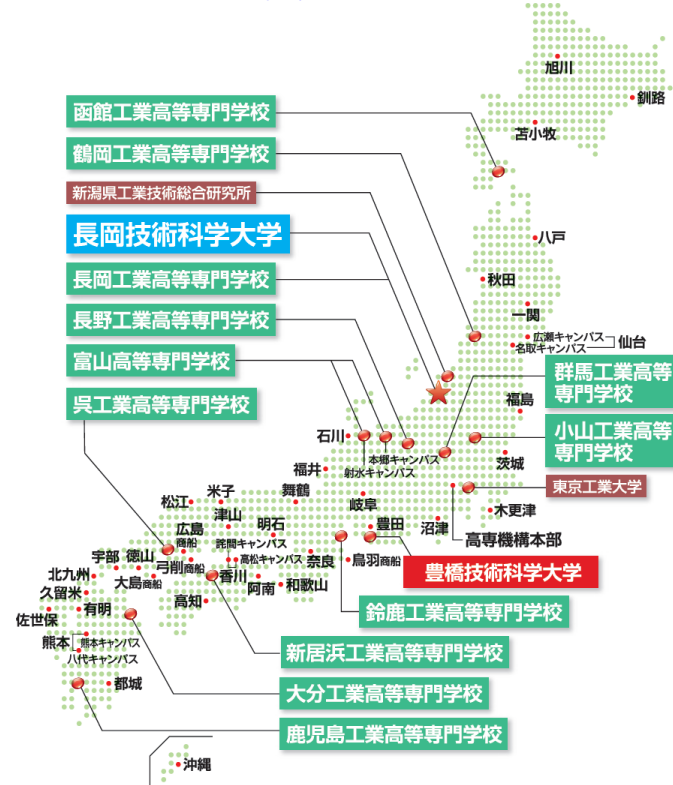 旭川
釧路
苫小牧
函館工業高等専門学校
鶴岡工業高等専門学校
新潟県工業技術総合研究所
長岡技術科学大学
長岡工業高等専門学校
長野工業高等専門学校
富山高等専門学校
呉工業高等専門学校
八戸
秋田
一関
広瀬キャンパス
名取キャンパス
仙台
群馬工業高等
専門学校
福島
小山工業高等
専門学校
茨城
東京工業大学
木更津
高専機構本部
石川
本郷キャンパス
射水キャンパス
福井
舞鶴
岐阜
豊田
沼津
豊橋技術科学大学
鳥羽商船
鈴鹿工業高等専門学校
松江
米子
津山
明石
広島商船
詫間キャンパス
高松キャンパス
奈良
弓削商船
香川
阿南
和歌山
高知
宇部
徳山
大島商船
北九州
久留米
有明
佐世保
熊本
熊本キャンパス
八代キャンパス
都城
新居浜工業高等専門学校
大分工業高等専門学校
鹿児島工業高等専門学校
沖縄